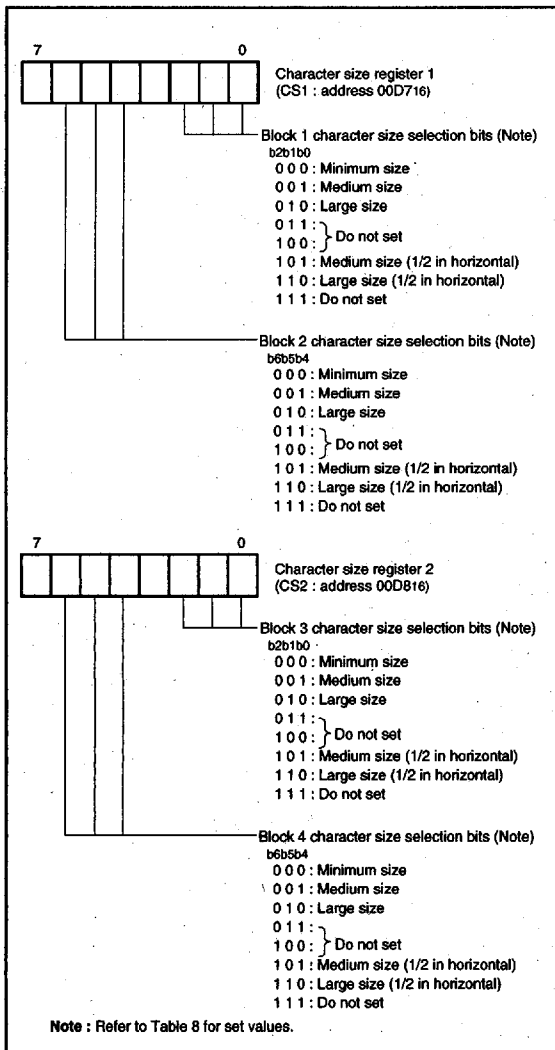 7 0
Character size register 1
(CS1 : address 00D716)
Block 1 character size selection bits (Note)
b2b1b0
0 0 0 : Minimum size
0 0 1 : Medium size
0 1 0 : Large size
0 1 1 :
1 0 0 : } Do not set
1 0 1 : Medium size (1/2 in horizontal)
1 1 0 : Large size (1/2 in horizontal)
1 1 1 : Do not set
Block 2 character size selection bits (Note)
b6b5b4
0 0 0 : Minimum size
0 0 1 : Medium size
0 1 0 : Large size
0 1 1 :
1 0 0 : } Do not set
1 0 1 : Medium size (1/2 in horizontal)
1 1 0 : Large size (1/2 in horizontal)
1 1 1 : Do not set
7 0
Character size register 2
(CS2 : address 00D816)
Block 3 character size selection bits (Note)
b2b1b0
0 0 0 : Minimum size
0 0 1 : Medium size
0 1 0 : Large size
0 1 1 :
1 0 0 : } Do not set
1 0 1 : Medium size (1/2 in horizontal)
1 1 0 : Large size (1/2 in horizontal)
1 1 1 : Do not set
Block 4 character size selection bits (Note)
b6b5b4
0 0 0 : Minimum size
0 0 1 : Medium size
0 1 0 : Large size
0 1 1 :
1 0 0 : } Do not set
1 0 1 : Medium size (1/2 in horizontal)
1 1 0 : Large size (1/2 in horizontal)
1 1 1 : Do not set
Note : Refer to Table 8 for set values.